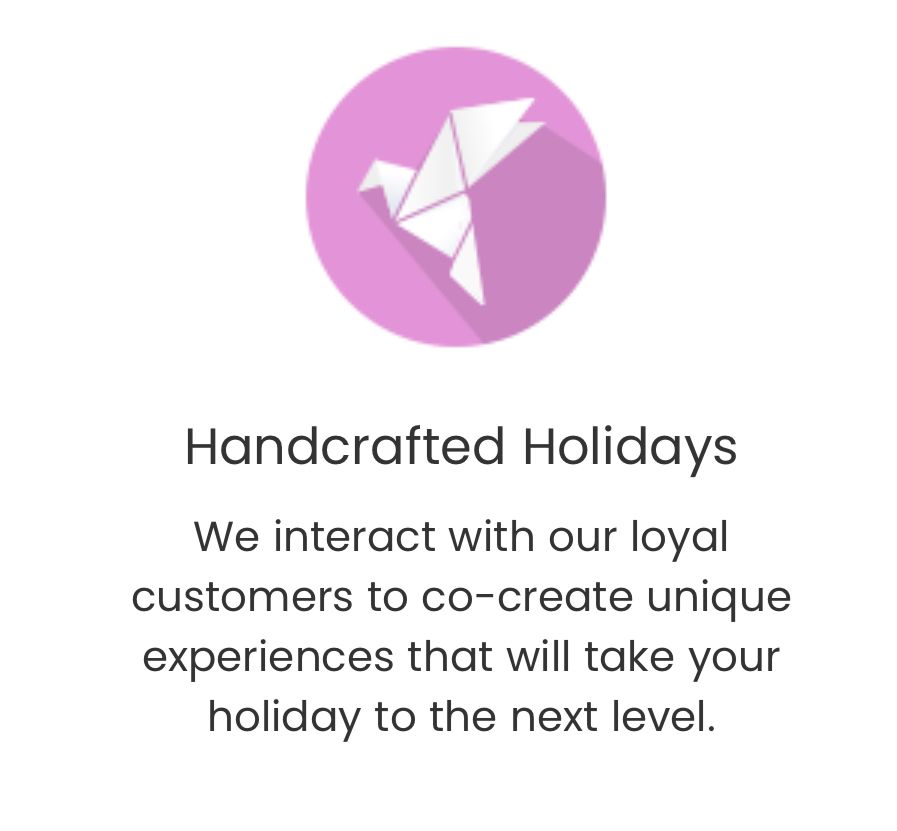 Handcrafted Holidays
We interact with our loyal
customers to co-create unique
experiences that will take your
holiday to the next level.